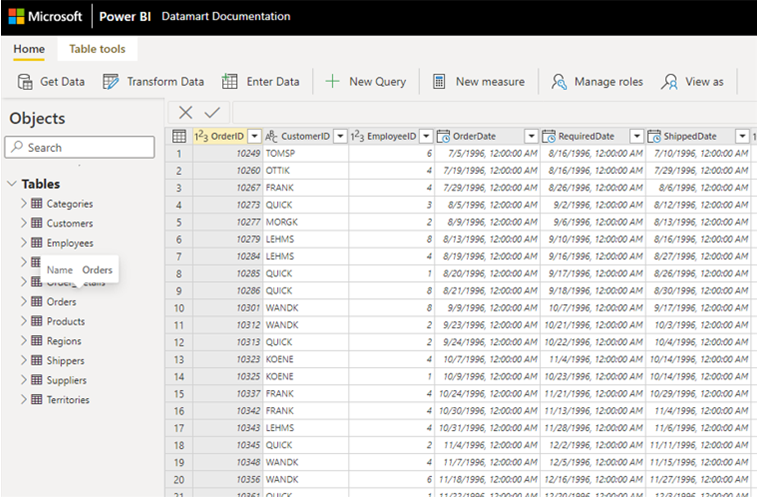 Microsoft Power BI Datamart Documentation
Home Table tools
Get Data Transform Data Enter Data New Query New measure Manage roles View as
Objects
Search
Tables
Categories
Customers
Employees
Name Orders
Orders
Products
Regions
Shippers
Suppliers
Territories
OrderID CustomerID EmployeeID OrderDate RequiredDate ShippedDate
1 10249 TOMSP 6 7/5/1996, 12:00:00 AM 8/16/1996, 12:00:00 AM 7/10/1996, 12:00:00 AM
2 10260 OTTIK 4 7/19/1996, 12:00:00 AM 8/16/1996, 12:00:00 AM 7/29/1996, 12:00:00 AM
3 10267 FRANK 4 7/29/1996, 12:00:00 AM 8/26/1996, 12:00:00 AM 8/6/1996, 12:00:00 AM
4 10273 QUICK 3 8/5/1996, 12:00:00 AM 9/2/1996, 12:00:00 AM 8/12/1996, 12:00:00 AM
5 10277 MORGK 2 8/9/1996, 12:00:00 AM 9/6/1996, 12:00:00 AM 8/13/1996, 12:00:00 AM
6 10279 LEHMS 8 8/13/1996, 12:00:00 AM 9/10/1996, 12:00:00 AM 8/16/1996, 12:00:00 AM
7 10284 LEHMS 4 8/19/1996, 12:00:00 AM 9/16/1996, 12:00:00 AM 8/27/1996, 12:00:00 AM
8 10285 QUICK 1 8/20/1996, 12:00:00 AM 9/17/1996, 12:00:00 AM 8/26/1996, 12:00:00 AM
9 10286 QUICK 8 8/21/1996, 12:00:00 AM 9/18/1996, 12:00:00 AM 8/30/1996, 12:00:00 AM
10 10301 WANDK 8 9/9/1996, 12:00:00 AM 10/7/1996, 12:00:00 AM 9/17/1996, 12:00:00 AM
11 10312 WANDK 2 9/23/1996, 12:00:00 AM 10/21/1996, 12:00:00 AM 10/3/1996, 12:00:00 AM
12 10313 QUICK 2 9/24/1996, 12:00:00 AM 10/22/1996, 12:00:00 AM 10/4/1996, 12:00:00 AM
13 10323 KOENE 4 10/7/1996, 12:00:00 AM 11/4/1996, 12:00:00 AM 10/14/1996, 12:00:00 AM
14 10325 KOENE 1 10/9/1996, 12:00:00 AM 10/23/1996, 12:00:00 AM 10/14/1996, 12:00:00 AM
15 10337 FRANK 4 10/24/1996, 12:00:00 AM 11/21/1996, 12:00:00 AM 10/29/1996, 12:00:00 AM
16 10342 FRANK 4 10/30/1996, 12:00:00 AM 11/13/1996, 12:00:00 AM 11/4/1996, 12:00:00 AM
17 10343 LEHMS 4 10/31/1996, 12:00:00 AM 11/28/1996, 12:00:00 AM 11/6/1996, 12:00:00 AM
18 10345 QUICK 2 11/4/1996, 12:00:00 AM 12/2/1996, 12:00:00 AM 11/11/1996, 12:00:00 AM
19 10348 WANDK 4 11/7/1996, 12:00:00 AM 12/5/1996, 12:00:00 AM 11/15/1996, 12:00:00 AM
20 10356 WANDK 6 11/18/1996, 12:00:00 AM 12/16/1996, 12:00:00 AM 11/27/1996, 12:00:00 AM